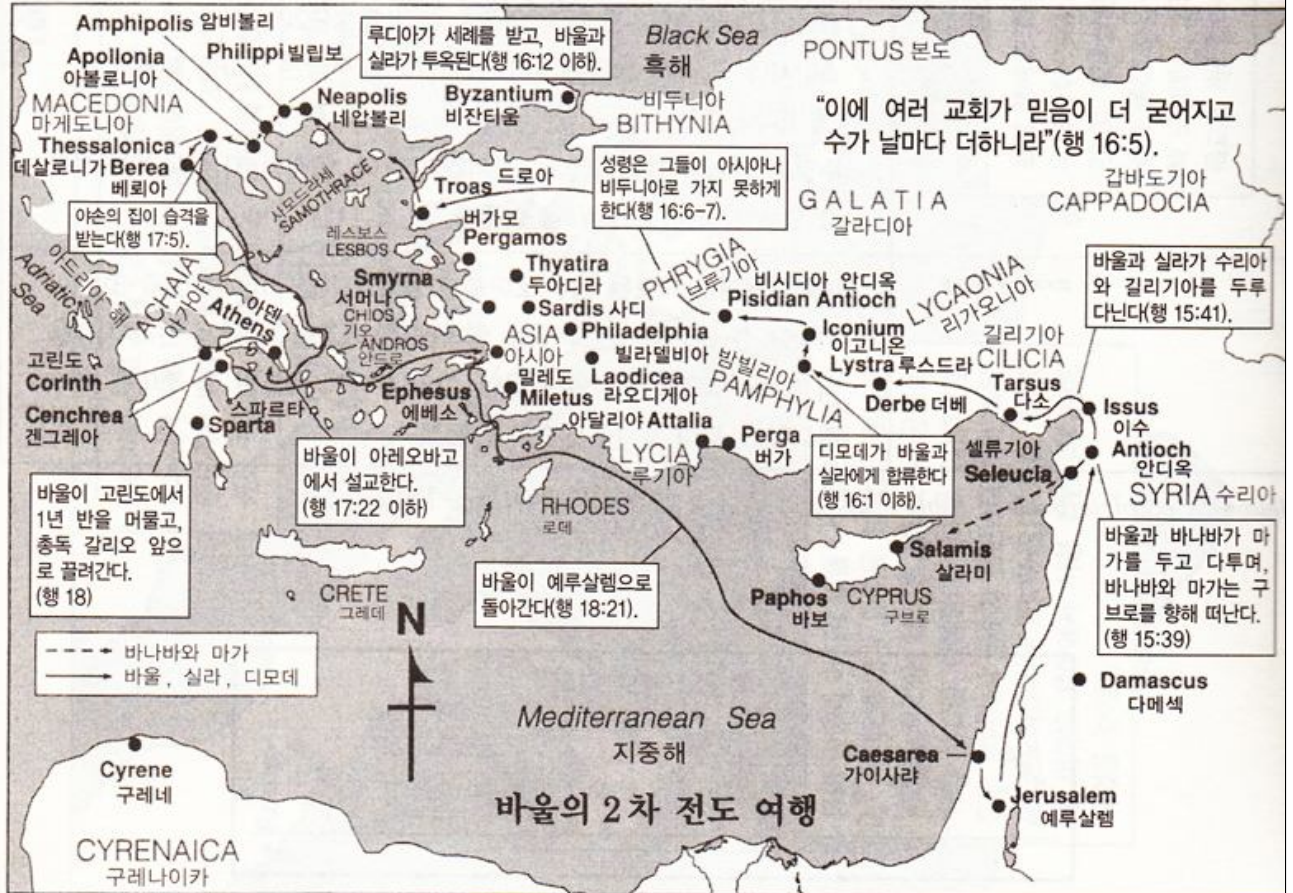 Amphipolis 암비볼리
Apollonia
아볼로니아
Philippi 빌립보
루디아가 세례를 받고, 바울과
실라가 투옥된다(행 16:12 이하).
Black Sea
흑해
PONTUS 본도
MACEDONIA
마게도니아
Neapolis
네압볼리
Byzantium
비잔티움
비두니아
BITHYNIA
“이에 여러 교회가 믿음이 더 굳어지고
수가 날마다 더하니라”(행 16:5).
Thessalonica
데살로니가
Berea
베뢰아
사모드라게
SAMOTHRACE
Troas 드로아
성령은 그들이 아시아나
비두니아로 가지 못하게
한다(행 16:6-7).
GALATIA
갈라디아
갑바도기아
CAPPADOCIA
야손의 집이 습격을
받는다(행 17:5).
레스보스
LESBOS
버가모
Pergamos
Thyatira
두아디라
PHRYGIA
브루기아
비시디아 안디옥
Pisidian Antioch
LYCAONIA
리가오니아
바울과 실라가 수리아
와 길리기아를 두루
다닌다(행 15:41).
Adriatic Sea
아드리아 해
ACHAIA
아가야
아덴
Athens
Smyrna
서머나
CHIOS
기오
Sardis 사디
Philadelphia
빌라델비아
ASIA
아시아
Iconium
이고니온
길리기아
CILICIA
고린도
Corinth
ANDROS
안드로
Ephesus
에베소
밀레도
Miletus
Laodicea
라오디게아
밤빌리아
PAMPHYLIA
Lystra 루스드라
Derbe 더베
Tarsus
다소
Issus
이수
Cenchrea
겐그레아
스파르타
Sparta
아달리야 Attalia
Perga
버가
LYCIA
루기아
셀류기아
Seleucia
Antioch
안디옥
SYRIA 수리아
바울이 고린도에서
1년 반을 머물고,
총독 갈리오 앞으
로 끌려간다.
(행 18)
바울이 아레오바고
에서 설교한다.
(행 17:22 이하)
RHODES
로데
디모데가 바울과
실라에게 합류한다
(행 16:1 이하).
바울과 바나바가 마
가를 두고 다투며,
바나바와 마가는 구
브로를 향해 떠난다.
(행 15:39)
CRETE
그레데
바울이 예루살렘으로
돌아간다(행 18:21).
Salamis
살라미
Paphos
바보
CYPRUS
구브로
N
바나바와 마가
바울, 실라, 디모데
Damascus
다메섹
Mediterranean Sea
지중해
Cyrene
구레네
Caesarea
가이사랴
바울의 2차 전도 여행
Jerusalem
예루살렘
CYRENAICA
구레나이카